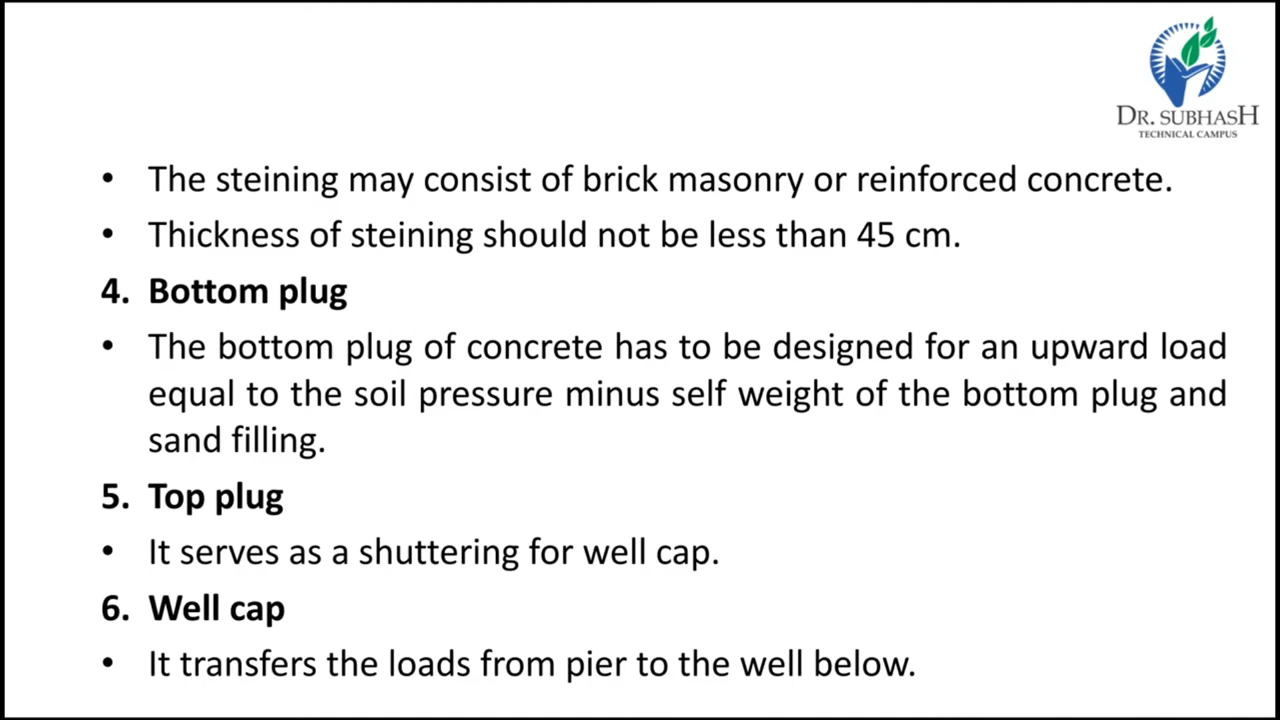 DR. SUBHASH
TECHNICAL CAMPUS
• The steining may consist of brick masonry or reinforced concrete.
• Thickness of steining should not be less than 45 cm.
4. Bottom plug
• The bottom plug of concrete has to be designed for an upward load
equal to the soil pressure minus self weight of the bottom plug and
sand filling.
5. Top plug
• It serves as a shuttering for well cap.
6. Well cap
• It transfers the loads from pier to the well below.